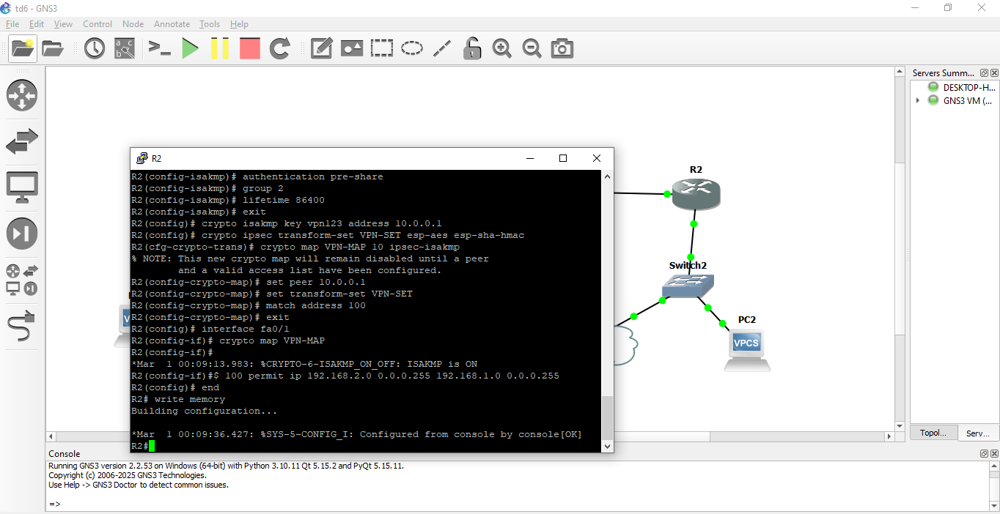 td6 - GNS3
File Edit View Control Node Annotate Tools Help
Servers Summ...
DESKTOP-H...
GNS3 VM (...
R2
R2(config-isakmp)# authentication pre-share
R2(config-isakmp)# group 2
R2(config-isakmp)# lifetime 86400
R2(config-isakmp)# exit
R2(config)# crypto isakmp key vpn123 address 10.0.0.1
R2(config)# crypto ipsec transform-set VPN-SET esp-aes esp-sha-hmac
R2(cfg-crypto-trans)# crypto map VPN-MAP 10 ipsec-isakmp
% NOTE: This new crypto map will remain disabled until a peer
and a valid access list have been configured.
R2(config-crypto-map)# set peer 10.0.0.1
R2(config-crypto-map)# set transform-set VPN-SET
R2(config-crypto-map)# match address 100
R2(config-crypto-map)# exit
R2(config)# interface fa0/1
R2(config-if)# crypto map VPN-MAP
R2(config-if)#
*Mar  1 00:09:13.983: %CRYPTO-6-ISAKMP_ON_OFF: ISAKMP is ON
R2(config-if)#$ 100 permit ip 192.168.2.0 0.0.0.255 192.168.1.0 0.0.0.255
R2(config)# end
R2# write memory
Building configuration...
*Mar  1 00:09:36.427: %SYS-5-CONFIG_I: Configured from console by console[OK]
R2#
R2
Switch2
PC2
VPCS
V
Topol... Serv...
Console
Running GNS3 version 2.2.53 on Windows (64-bit) with Python 3.10.11 Qt 5.15.2 and PyQt 5.15.11.
Copyright (c) 2006-2025 GNS3 Technologies.
Use Help -> GNS3 Doctor to detect common issues.
=>